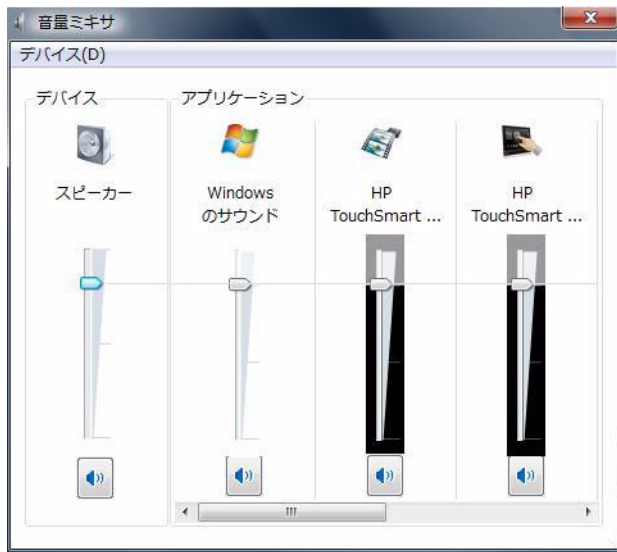 音量ミキサ
デバイス(D)
デバイス
アプリケーション
スピーカー
Windows
のサウンド
HP
TouchSmart ...
HP
TouchSmart ...